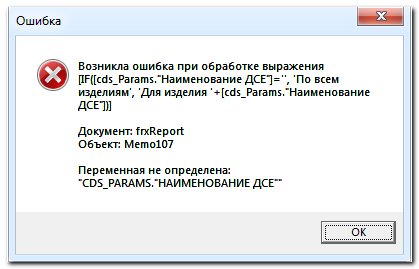 Ошибка
Возникла ошибка при обработке выражения
[IF([cds_Params."Наименование ДСЕ"]='', 'По всем
изделиям', 'Для изделия '+[cds_Params."Наименование
ДСЕ"])]
Документ: frxReport
Объект: Memo107
Переменная не определена:
"CDS_PARAMS."НАИМЕНОВАНИЕ ДСЕ""
OK